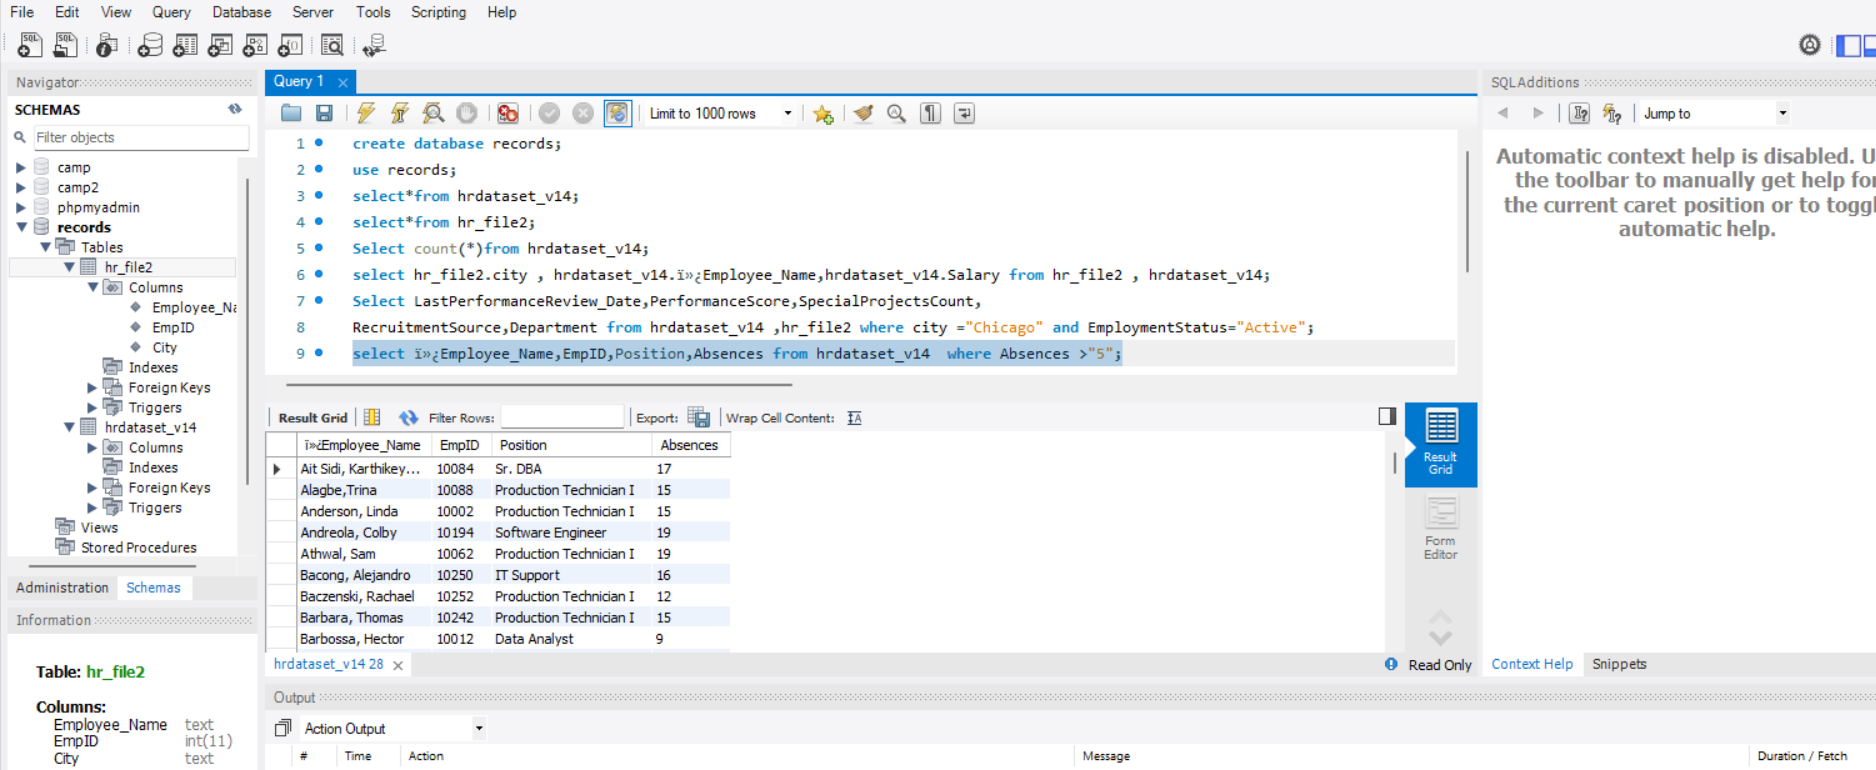 File Edit View Query Database Server Tools Scripting Help
Navigator
SCHEMAS
Filter objects
camp
camp2
phpmyadmin
records
Tables
hr_file2
Columns
Employee_Na
EmpID
City
Indexes
Foreign Keys
Triggers
hrdataset_v14
Columns
Indexes
Foreign Keys
Triggers
Views
Stored Procedures
Administration Schemas
Information
Table: hr_file2
Columns:
Employee_Name text
EmpID int(11)
City text
Query 1
Limit to 1000 rows
1 create database records;
2 use records;
3 select*from hrdataset_v14;
4 select*from hr_file2;
5 Select count(*)from hrdataset_v14;
6 select hr_file2.city , hrdataset_v14.ï»¿Employee_Name,hrdataset_v14.Salary from hr_file2 , hrdataset_v14;
7 Select LastPerformanceReview_Date,PerformanceScore,SpecialProjectsCount,
8 RecruitmentSource,Department from hrdataset_v14 ,hr_file2 where city ="Chicago" and EmploymentStatus="Active";
9 select ï»¿Employee_Name,EmpID,Position,Absences from hrdataset_v14  where Absences >"5";
Result Grid Filter Rows: Export: Wrap Cell Content:
ï»¿Employee_Name EmpID Position Absences
Ait Sidi, Karthikey... 10084 Sr. DBA 17
Alagbe,Trina 10088 Production Technician I 15
Anderson, Linda 10002 Production Technician I 15
Andreola, Colby 10194 Software Engineer 19
Athwal, Sam 10062 Production Technician I 19
Bacong, Alejandro 10250 IT Support 16
Baczenski, Rachael 10252 Production Technician I 12
Barbara, Thomas 10242 Production Technician I 15
Barbossa, Hector 10012 Data Analyst 9
Result
Grid
Form
Editor
hrdataset_v14 28
Read Only
Output
Action Output
# Time Action Message Duration / Fetch
SQLAdditions
Jump to
Automatic context help is disabled. U
the toolbar to manually get help for
the current caret position or to toggl
automatic help.
Context Help Snippets